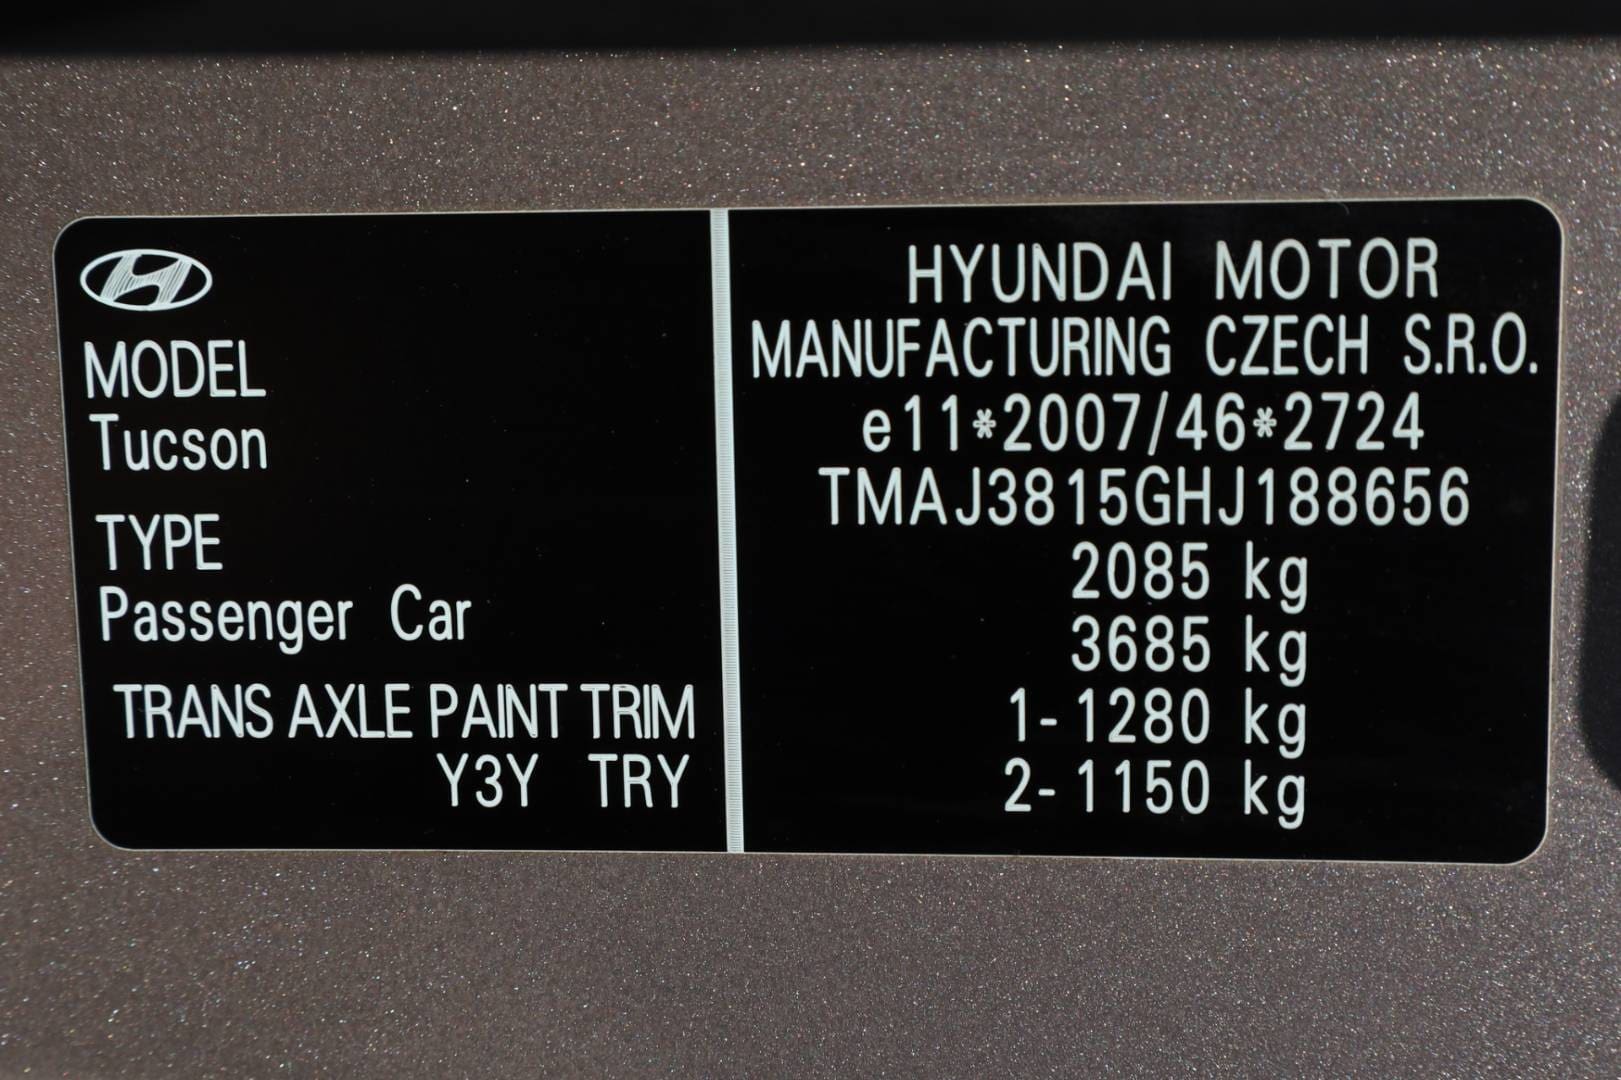 MODEL
Tucson
TYPE
Passenger Car
TRANS AXLE PAINT TRIM
Y3Y TRY
HYUNDAI MOTOR
MANUFACTURING CZECH S.R.O.
e11*2007/46*2724
TMAJ3815GHJ188656
2085 kg
3685 kg
1-1280 kg
2-1150 kg